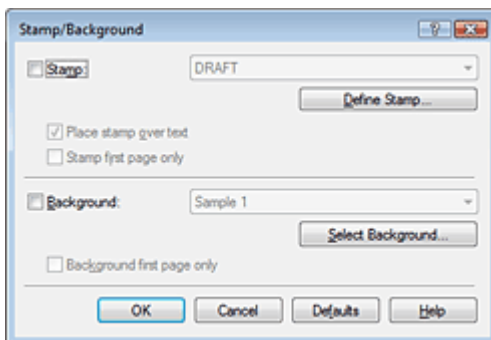 Stamp/Background
Stamp: DRAFT
Define Stamp...
Place stamp over text
Stamp first page only
Background: Sample 1
Select Background...
Background first page only
OK Cancel Defaults Help